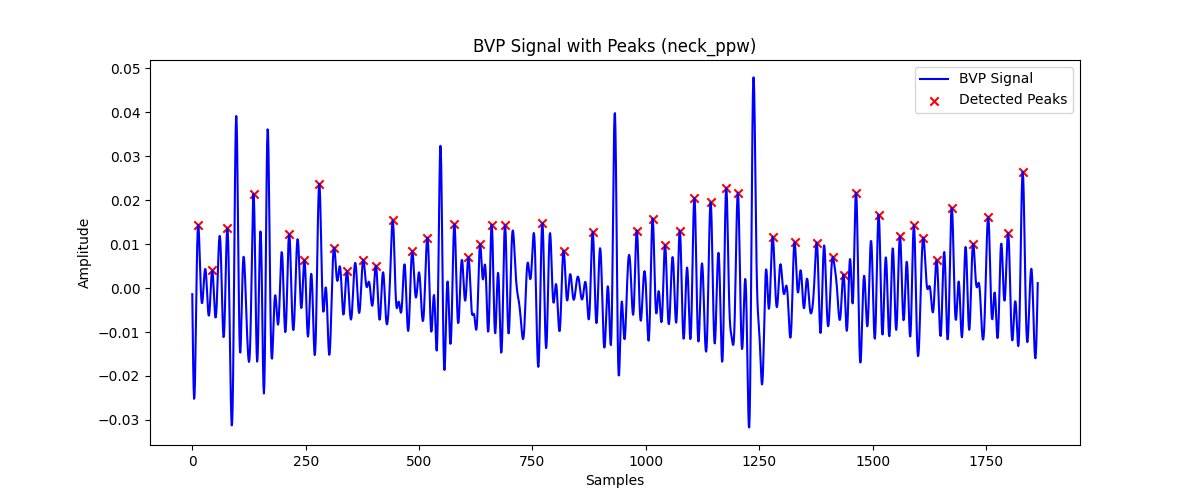 BVP Signal with Peaks (neck_ppw)
BVP Signal
Detected Peaks
Amplitude
0.05
0.04
0.03
0.02
0.01
0.00
−0.01
−0.02
−0.03
0 250 500 750 1000 1250 1500 1750
Samples